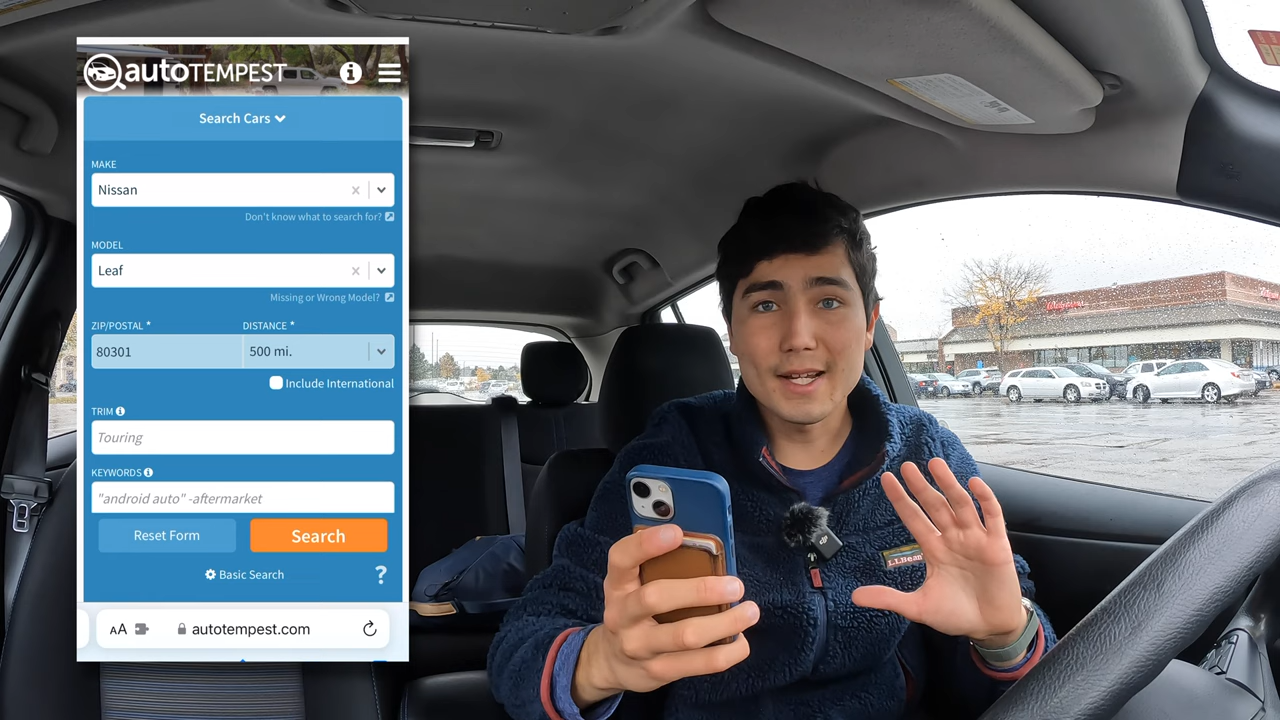 autoTEMPEST
Search Cars
MAKE
Nissan
Don't know what to search for?
MODEL
Leaf
Missing or Wrong Model?
ZIP/POSTAL *
DISTANCE *
80301
500 mi.
Include International
TRIM
Touring
KEYWORDS
"android auto" -aftermarket
Reset Form
Search
Basic Search
?
AA
autotempest.com
Walgreens
dji
L.L.Bean